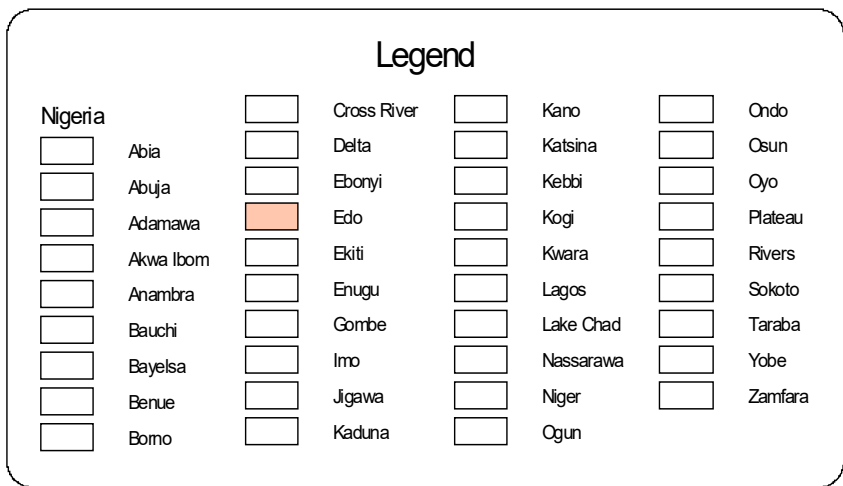 Legend
Nigeria
Abia
Abuja
Adamawa
Akwa Ibom
Anambra
Bauchi
Bayelsa
Benue
Borno
Cross River
Delta
Ebonyi
Edo
Ekiti
Enugu
Gombe
Imo
Jigawa
Kaduna
Kano
Katsina
Kebbi
Kogi
Kwara
Lagos
Lake Chad
Nassarawa
Niger
Ogun
Ondo
Osun
Oyo
Plateau
Rivers
Sokoto
Taraba
Yobe
Zamfara